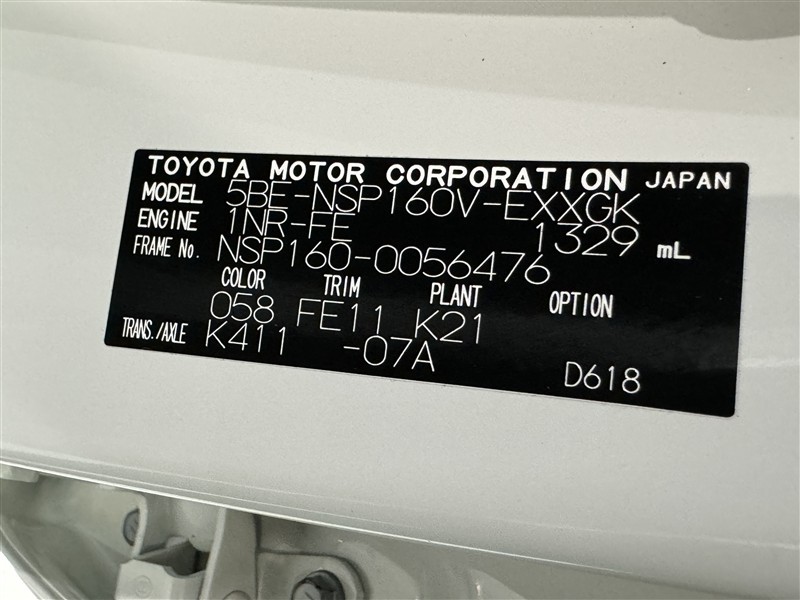 TOYOTA MOTOR CORPORATION JAPAN
MODEL 5BE-NSP160V-EXXGK
ENGINE 1NR-FE 1329 mL
FRAME No. NSP160-0056476
COLOR TRIM PLANT OPTION
058 FE11 K21
TRANS./AXLE K411 -07A
D618